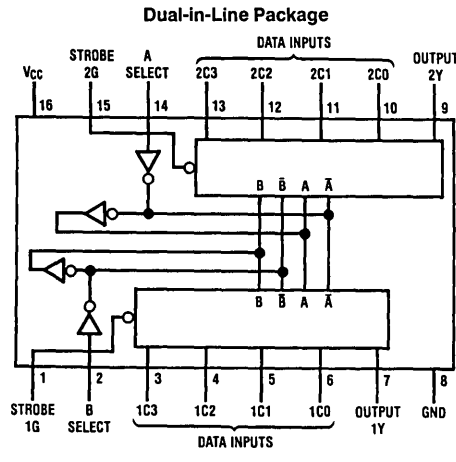 Dual-in-Line Package
DATA INPUTS
STROBE 2G
A SELECT
2C3 2C2 2C1 2C0
OUTPUT 2Y
VCC
16 15 14 13 12 11 10 9
B B̄ A Ā
B B̄ A Ā
1 2 3 4 5 6 7 8
STROBE 1G
B SELECT
1C3 1C2 1C1 1C0
OUTPUT 1Y
GND
DATA INPUTS